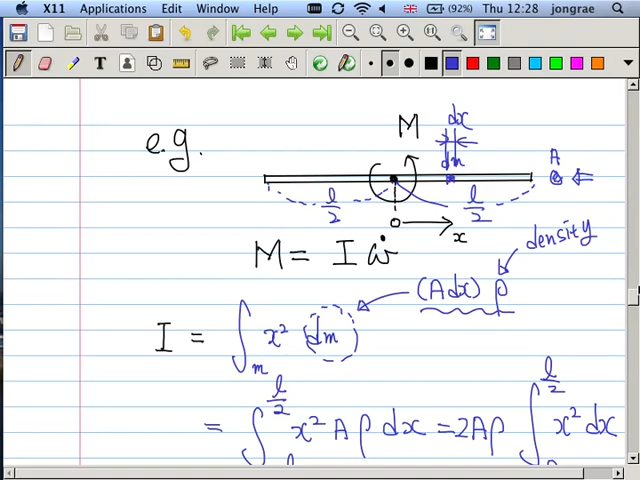 X11 Applications Edit Window Help (92%) Thu 12:28 jongrae
e.g.
M
dx
dm
A
l/2 l/2
o x
M = I ω̇
density
(A dx) ρ
I = ∫_m x² dm
= ∫^{l/2} x² A ρ dx = 2Aρ ∫^{l/2} x² dx